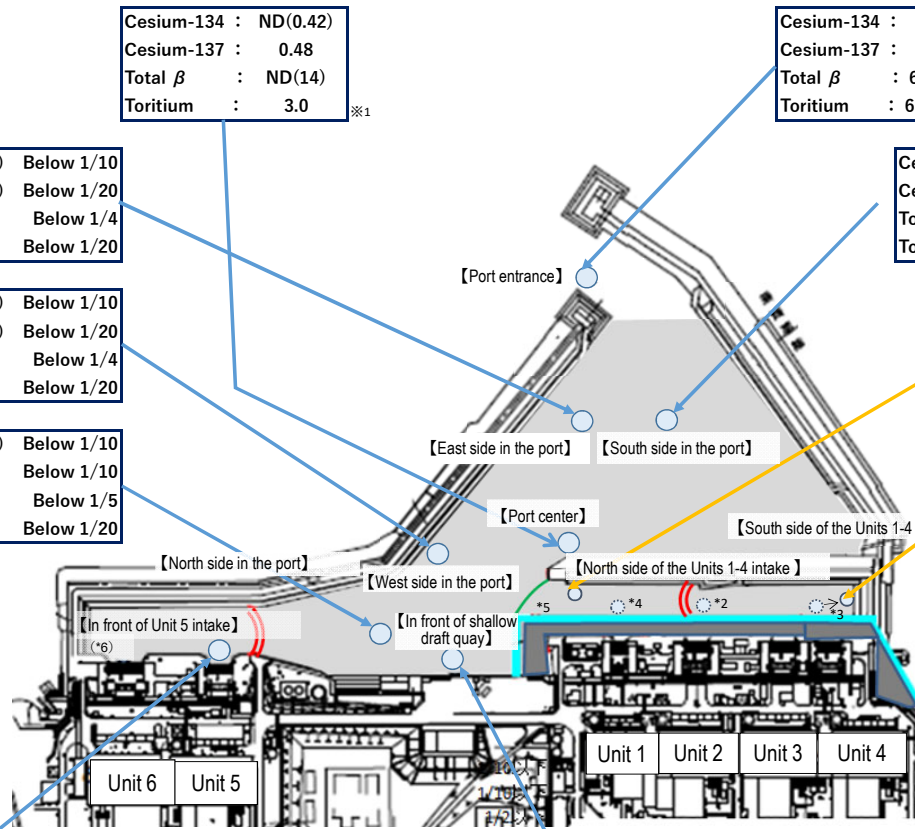 Cesium-134 : ND(0.42)
Cesium-137 : 0.48
Total β : ND(14)
Toritium : 3.0
※1
Cesium-134 :
Cesium-137 :
Total β : 6
Toritium : 6
) Below 1/10
) Below 1/20
Below 1/4
Below 1/20
Ce
Ce
To
To
【Port entrance】
) Below 1/10
) Below 1/20
Below 1/4
Below 1/20
) Below 1/10
Below 1/10
Below 1/5
Below 1/20
【East side in the port】
【South side in the port】
【Port center】
【South side of the Units 1-4
【North side in the port】
【West side in the port】
【North side of the Units 1-4 intake 】
*5
*4
*2
*3
【In front of Unit 5 intake】
(*6)
【In front of shallow
draft quay】
Unit 6
Unit 5
Unit 1
Unit 2
Unit 3
Unit 4